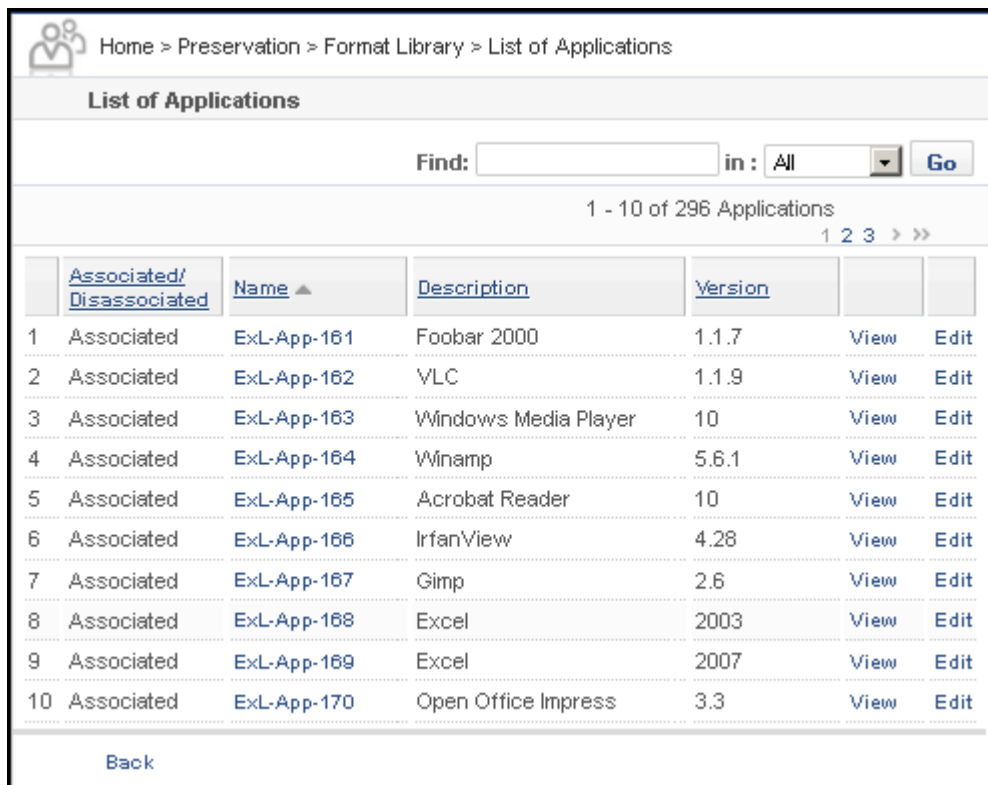 Home > Preservation > Format Library > List of Applications
List of Applications
Find: in : All Go
1 - 10 of 296 Applications
1 2 3 > >>
Associated/ Disassociated Name Description Version
1 Associated ExL-App-161 Foobar 2000 1.1.7 View Edit
2 Associated ExL-App-162 VLC 1.1.9 View Edit
3 Associated ExL-App-163 Windows Media Player 10 View Edit
4 Associated ExL-App-164 Winamp 5.6.1 View Edit
5 Associated ExL-App-165 Acrobat Reader 10 View Edit
6 Associated ExL-App-166 IrfanView 4.28 View Edit
7 Associated ExL-App-167 Gimp 2.6 View Edit
8 Associated ExL-App-168 Excel 2003 View Edit
9 Associated ExL-App-169 Excel 2007 View Edit
10 Associated ExL-App-170 Open Office Impress 3.3 View Edit
Back